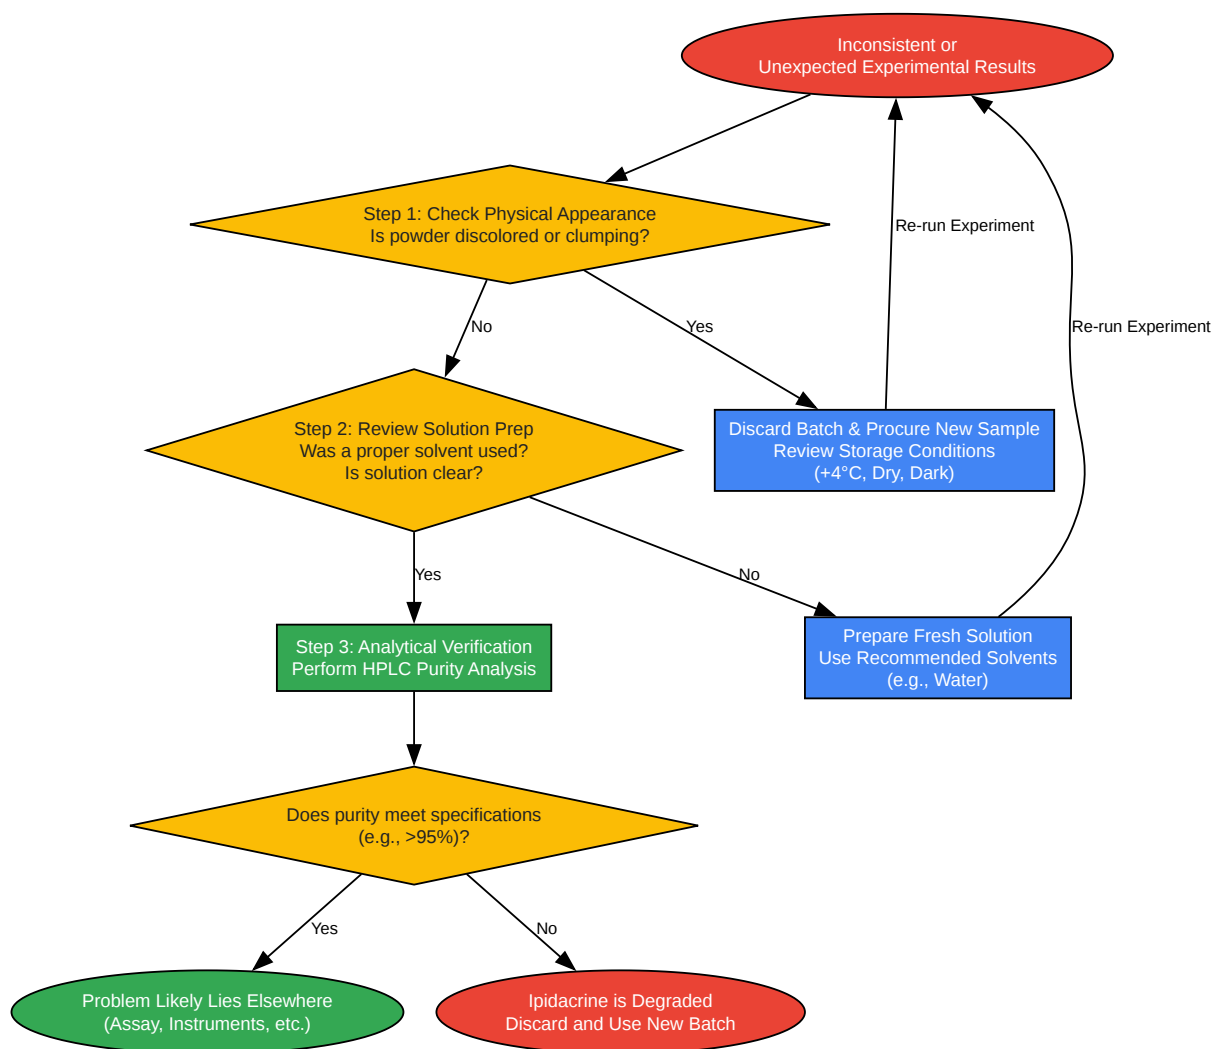 Inconsistent or
Unexpected Experimental Results
Step 1: Check Physical Appearance
Is powder discolored or clumping?
Re-run Experiment
No
Yes
Re-run Experiment
Step 2: Review Solution Prep
Was a proper solvent used?
Is solution clear?
Discard Batch & Procure New Sample
Review Storage Conditions
(+4°C, Dry, Dark)
Yes
No
Step 3: Analytical Verification
Perform HPLC Purity Analysis
Prepare Fresh Solution
Use Recommended Solvents
(e.g., Water)
Does purity meet specifications
(e.g., >95%)?
Yes
No
Problem Likely Lies Elsewhere
(Assay, Instruments, etc.)
Ipidacrine is Degraded
Discard and Use New Batch